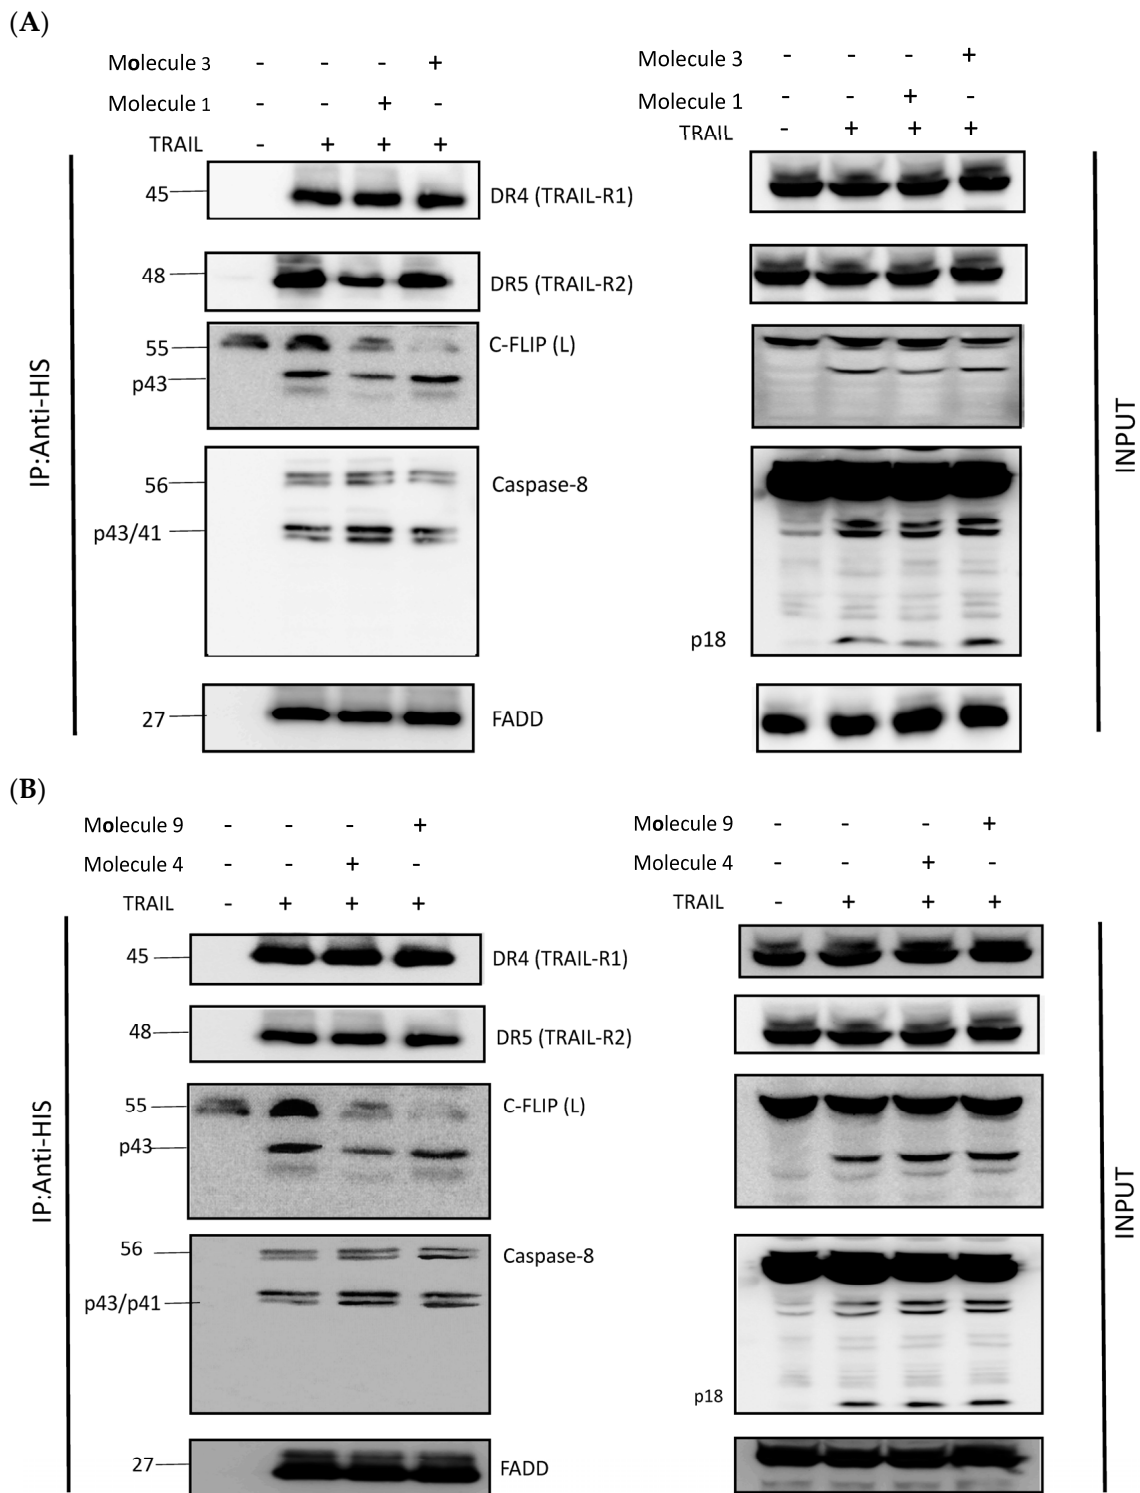 (A)
Molecule 3 - - - +
Molecule 1 - - + -
TRAIL - + + +
Molecule 3 - - - +
Molecule 1 - - + -
TRAIL - + + +
IP:Anti-HIS
45 DR4 (TRAIL-R1)
48 DR5 (TRAIL-R2)
55 C-FLIP (L)
p43
56 Caspase-8
p43/41
p18
27 FADD
INPUT
(B)
Molecule 9 - - - +
Molecule 4 - - + -
TRAIL - + + +
Molecule 9 - - - +
Molecule 4 - - + -
TRAIL - + + +
IP:Anti-HIS
45 DR4 (TRAIL-R1)
48 DR5 (TRAIL-R2)
55 C-FLIP (L)
p43
56 Caspase-8
p43/p41
p18
27 FADD
INPUT